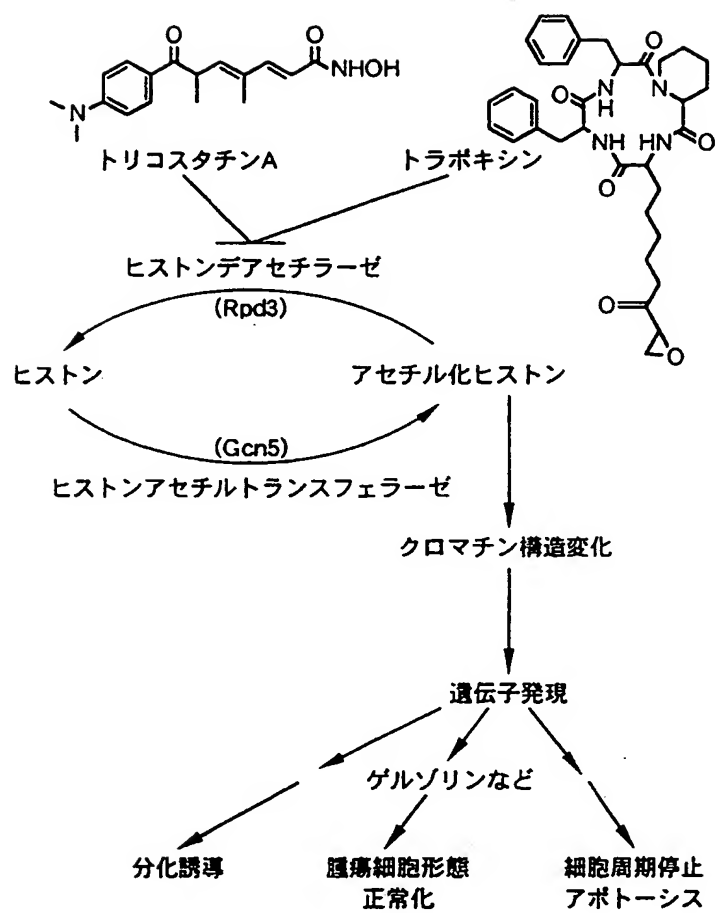 O
O
NHOH
N
トリコスタチンA
O
O
N
H
N
O
NH
HN
O
O
O
O
トラポキシン
ヒストンデアセチラーゼ
(Rpd3)
ヒストン
アセチル化ヒストン
(Gcn5)
ヒストンアセチルトランスフェラーゼ
クロマチン構造変化
遺伝子発現
ゲルゾリンなど
分化誘導
腫瘍細胞形態
正常化
細胞周期停止
アポトーシス